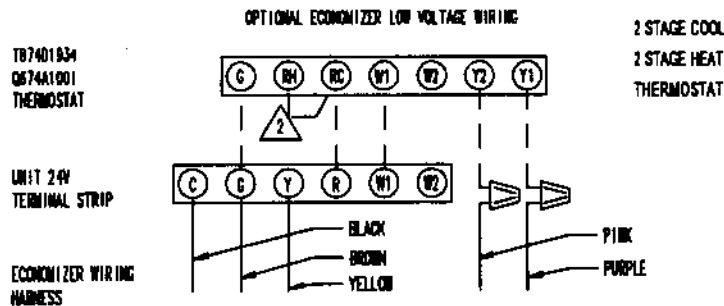 OPTIONAL ECONOMIZER LOW VOLTAGE WIRING
2 STAGE COOL
2 STAGE HEAT
THERMOSTAT
Q674A1001
THERMOSTAT
G RH RC W1 W2 Y2 Y1
2
UNIT 24V
TERMINAL STRIP
C G Y R W1 W2
BLACK
BROWN
YELLOW
PINK
PURPLE
ECONOMIZER WIRING
HARNESS